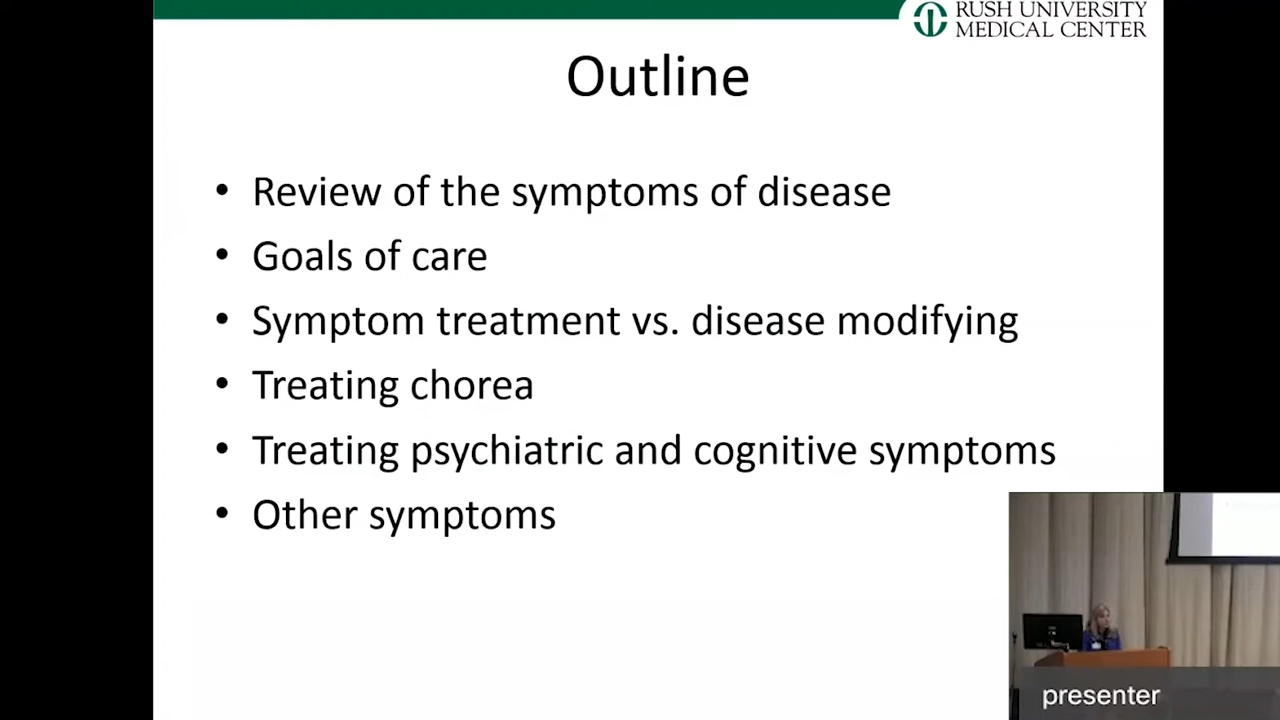 RUSH UNIVERSITY
MEDICAL CENTER
Outline
• Review of the symptoms of disease
• Goals of care
• Symptom treatment vs. disease modifying
• Treating chorea
• Treating psychiatric and cognitive symptoms
• Other symptoms
presenter